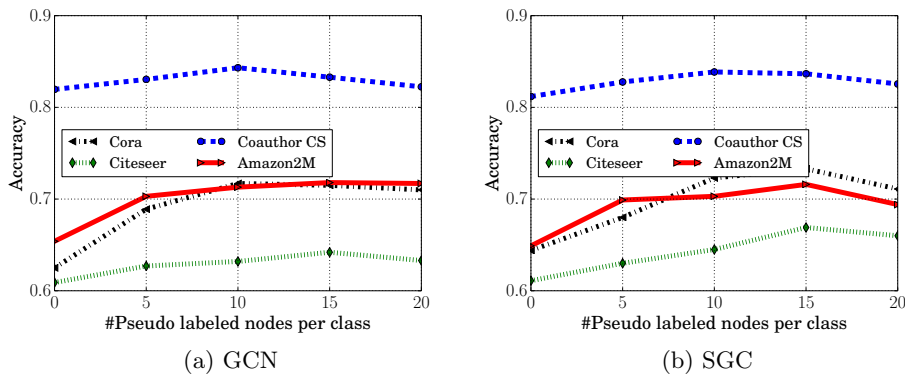 0.9
0.8
0.7
0.6
Accuracy
Cora
Citeseer
Coauthor CS
Amazon2M
0 5 10 15 20
#Pseudo labeled nodes per class
(a) GCN
0.9
0.8
0.7
0.6
Accuracy
Cora
Citeseer
Coauthor CS
Amazon2M
0 5 10 15 20
#Pseudo labeled nodes per class
(b) SGC